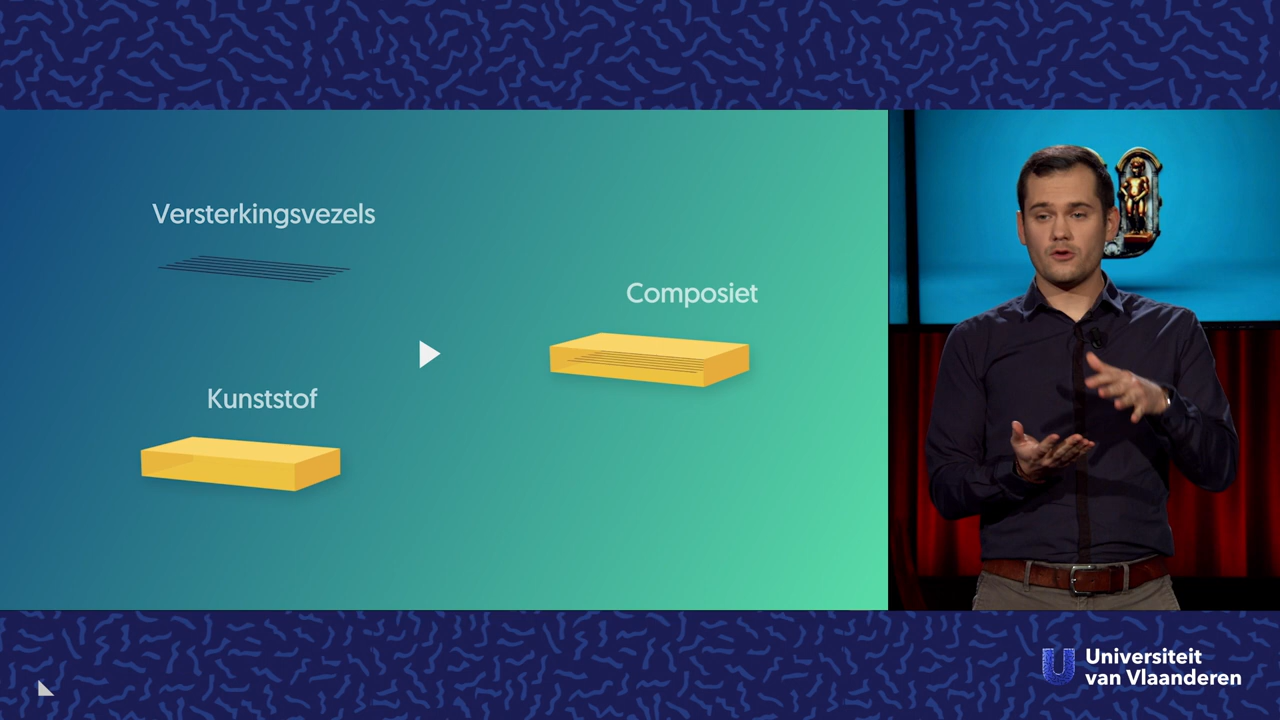 Versterkingsvezels
Composiet
Kunststof
Universiteit
van Vlaanderen